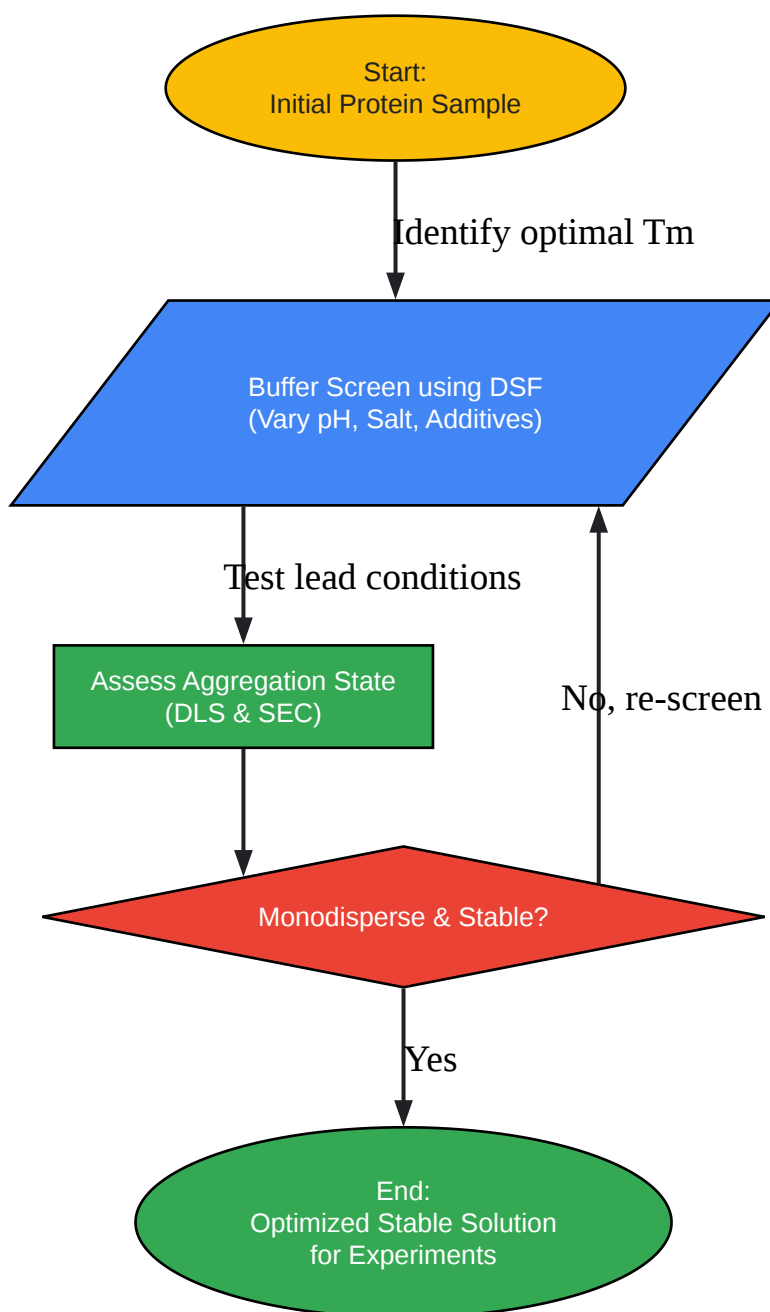 Start:
Initial Protein Sample
Identify optimal Tm
Buffer Screen using DSF
(Vary pH, Salt, Additives)
Test lead conditions
Assess Aggregation State
(DLS & SEC)
No, re-screen
Monodisperse & Stable?
Yes
End:
Optimized Stable Solution
for Experiments